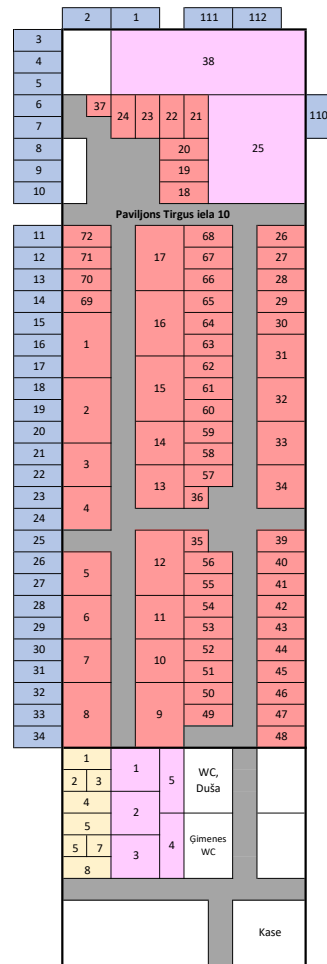 2 1 111 112
3
4 38
5
6 37 24 23 22 21 25 110
7
8 20
9 19
10 18
Paviljons Tirgus iela 10
11 72 17 68 26
12 71 67 27
13 70 66 28
14 69 16 65 29
15 1 64 30
16 63 31
17 15 62
18 2 61 32
19 60
20 14 59 33
21 3 58
22 13 57 34
23 4 36
24
25 12 35 39
26 5 56 40
27 55 41
28 6 11 54 42
29 53 43
30 7 10 52 44
31 51 45
32 8 9 50 46
33 49 47
34 48
1 1 5 WC,
2 3 Duša
4 2
5 4 Ģimenes
5 7 3 WC
8
Kase